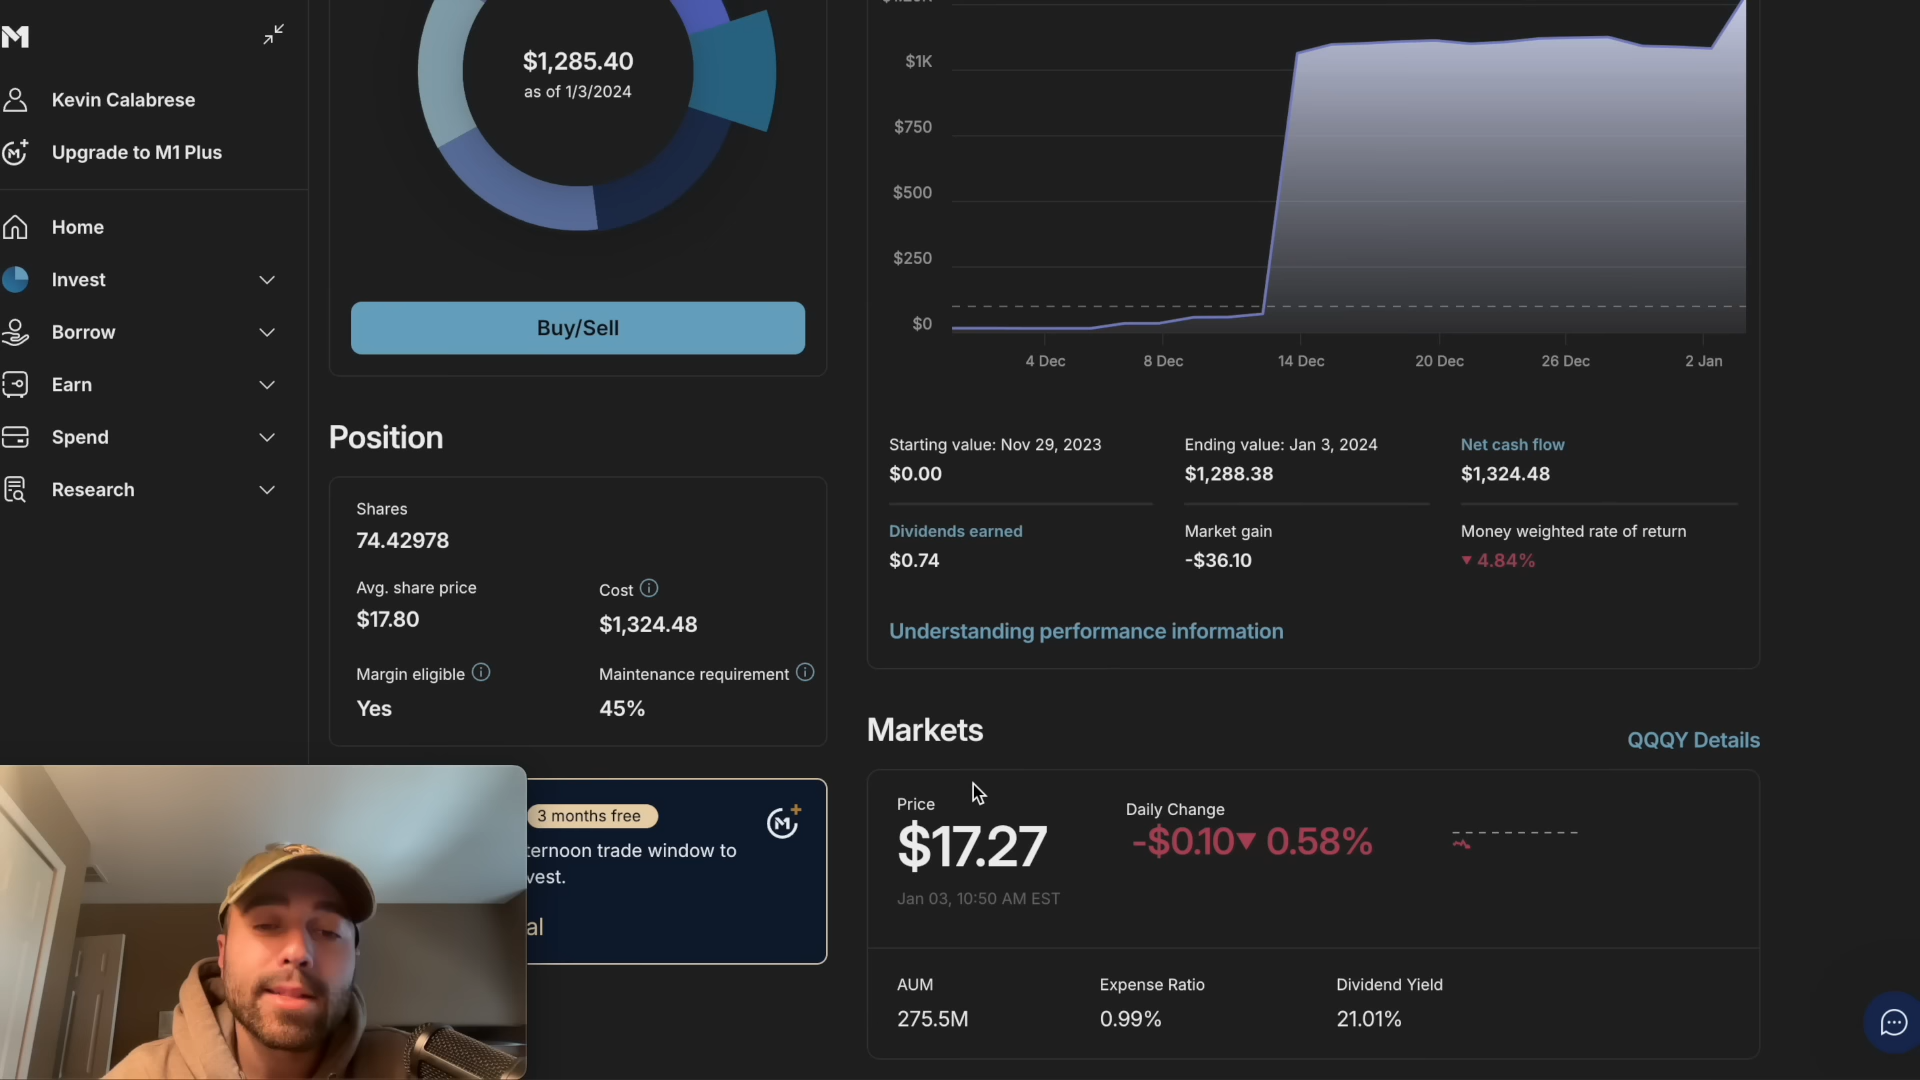 Kevin Calabrese
Upgrade to M1 Plus
Home
Invest
Borrow
Earn
Spend
Research
$1,285.40
as of 1/3/2024
Buy/Sell
Position
Shares
74.42978
Avg. share price
$17.80
Cost
$1,324.48
Margin eligible
Yes
Maintenance requirement
45%
3 months free
ternoon trade window to
vest.
al
$1K
$750
$500
$250
$0
4 Dec 8 Dec 14 Dec 20 Dec 26 Dec 2 Jan
Starting value: Nov 29, 2023
$0.00
Ending value: Jan 3, 2024
$1,288.38
Net cash flow
$1,324.48
Dividends earned
$0.74
Market gain
-$36.10
Money weighted rate of return
▼ 4.84%
Understanding performance information
Markets
QQQY Details
Price
$17.27
Jan 03, 10:50 AM EST
Daily Change
-$0.10▼ 0.58%
AUM
275.5M
Expense Ratio
0.99%
Dividend Yield
21.01%